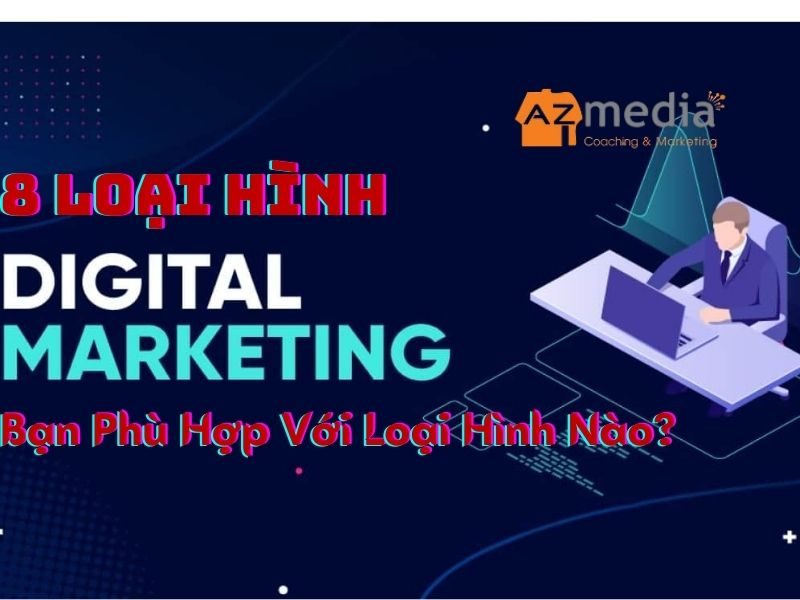 AZmedia
Coaching & Marketing
8 LOẠI HÌNH
DIGITAL
MARKETING
Bạn Phù Hợp Với Loại Hình Nào?